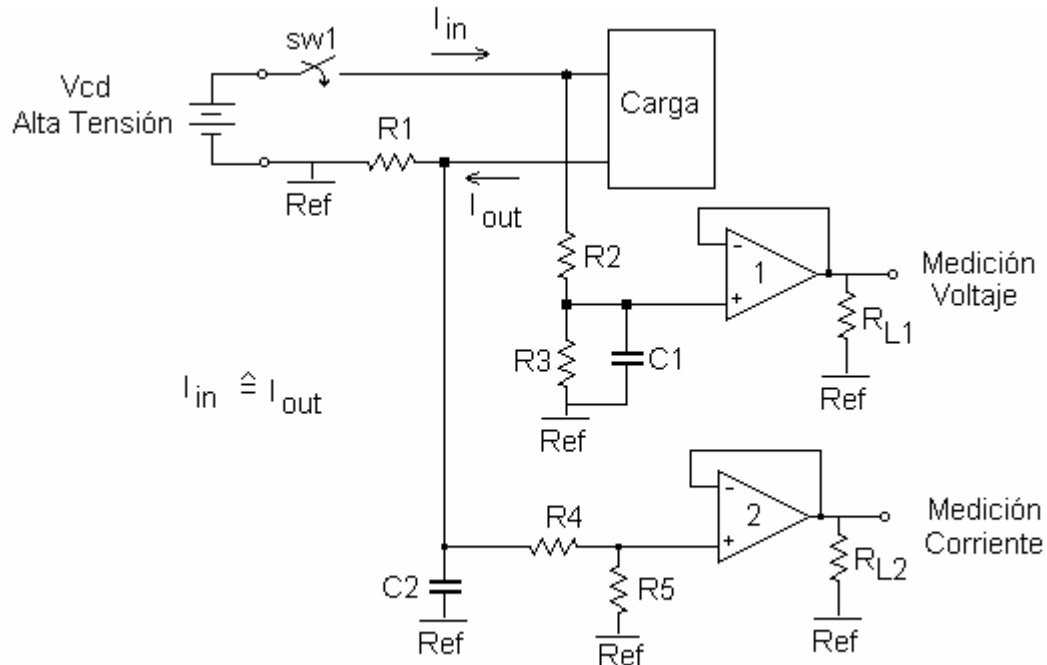 I in
sw1
Vcd
Alta Tensión
Carga
R1
Ref
I out
R2
-
1
+
Medición
Voltaje
R L1
R3
C1
Ref
Ref
I in ≙ I out
-
2
+
Medición
Corriente
R4
R L2
C2
R5
Ref
Ref
Ref